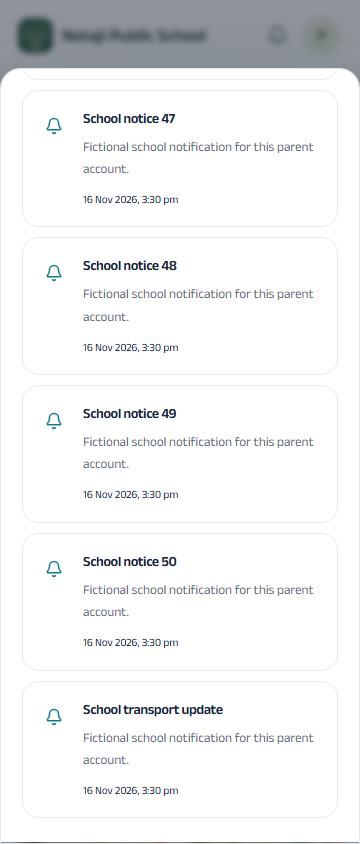 Netaji Public School
P
School notice 47
Fictional school notification for this parent
account.
16 Nov 2026, 3:30 pm
School notice 48
Fictional school notification for this parent
account.
16 Nov 2026, 3:30 pm
School notice 49
Fictional school notification for this parent
account.
16 Nov 2026, 3:30 pm
School notice 50
Fictional school notification for this parent
account.
16 Nov 2026, 3:30 pm
School transport update
Fictional school notification for this parent
account.
16 Nov 2026, 3:30 pm